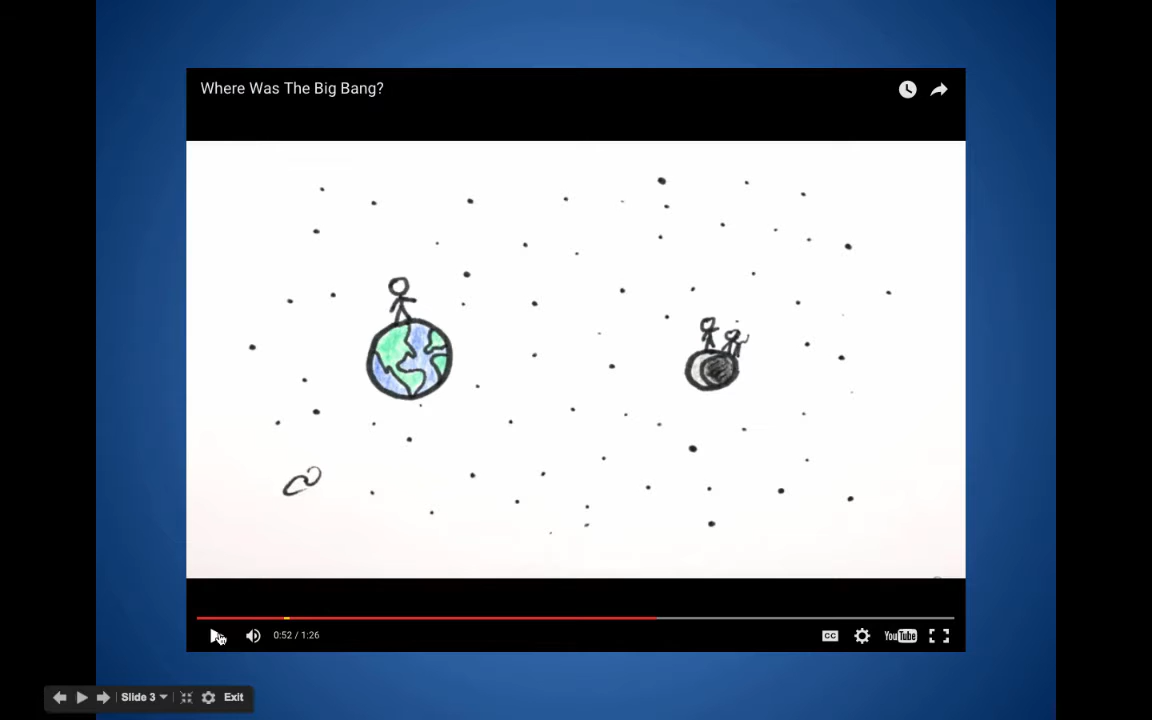 Where Was The Big Bang?
0:52 / 1:26
CC
YouTube
Slide 3
Exit